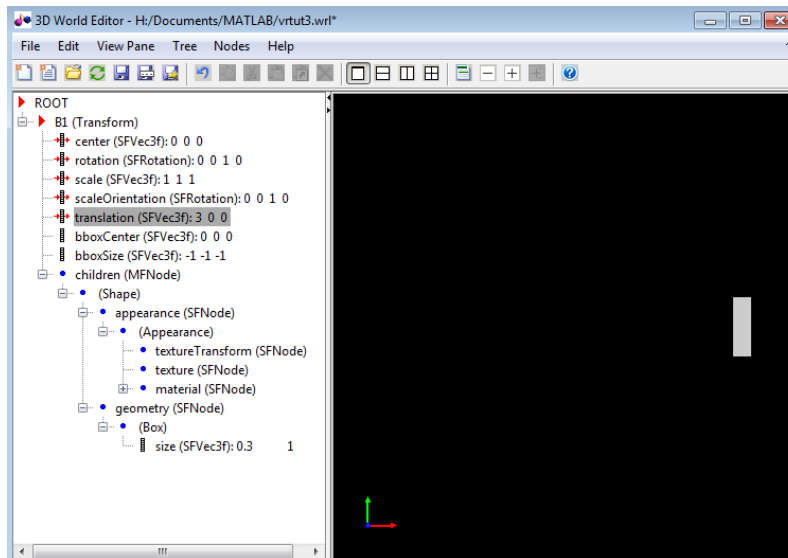 3D World Editor - H:/Documents/MATLAB/vrtut3.wrl*
File Edit View Pane Tree Nodes Help
ROOT
B1 (Transform)
center (SFVec3f): 0 0 0
rotation (SFRotation): 0 0 1 0
scale (SFVec3f): 1 1 1
scaleOrientation (SFRotation): 0 0 1 0
translation (SFVec3f): 3 0 0
bboxCenter (SFVec3f): 0 0 0
bboxSize (SFVec3f): -1 -1 -1
children (MFNode)
(Shape)
appearance (SFNode)
(Appearance)
textureTransform (SFNode)
texture (SFNode)
material (SFNode)
geometry (SFNode)
(Box)
size (SFVec3f): 0.3 1